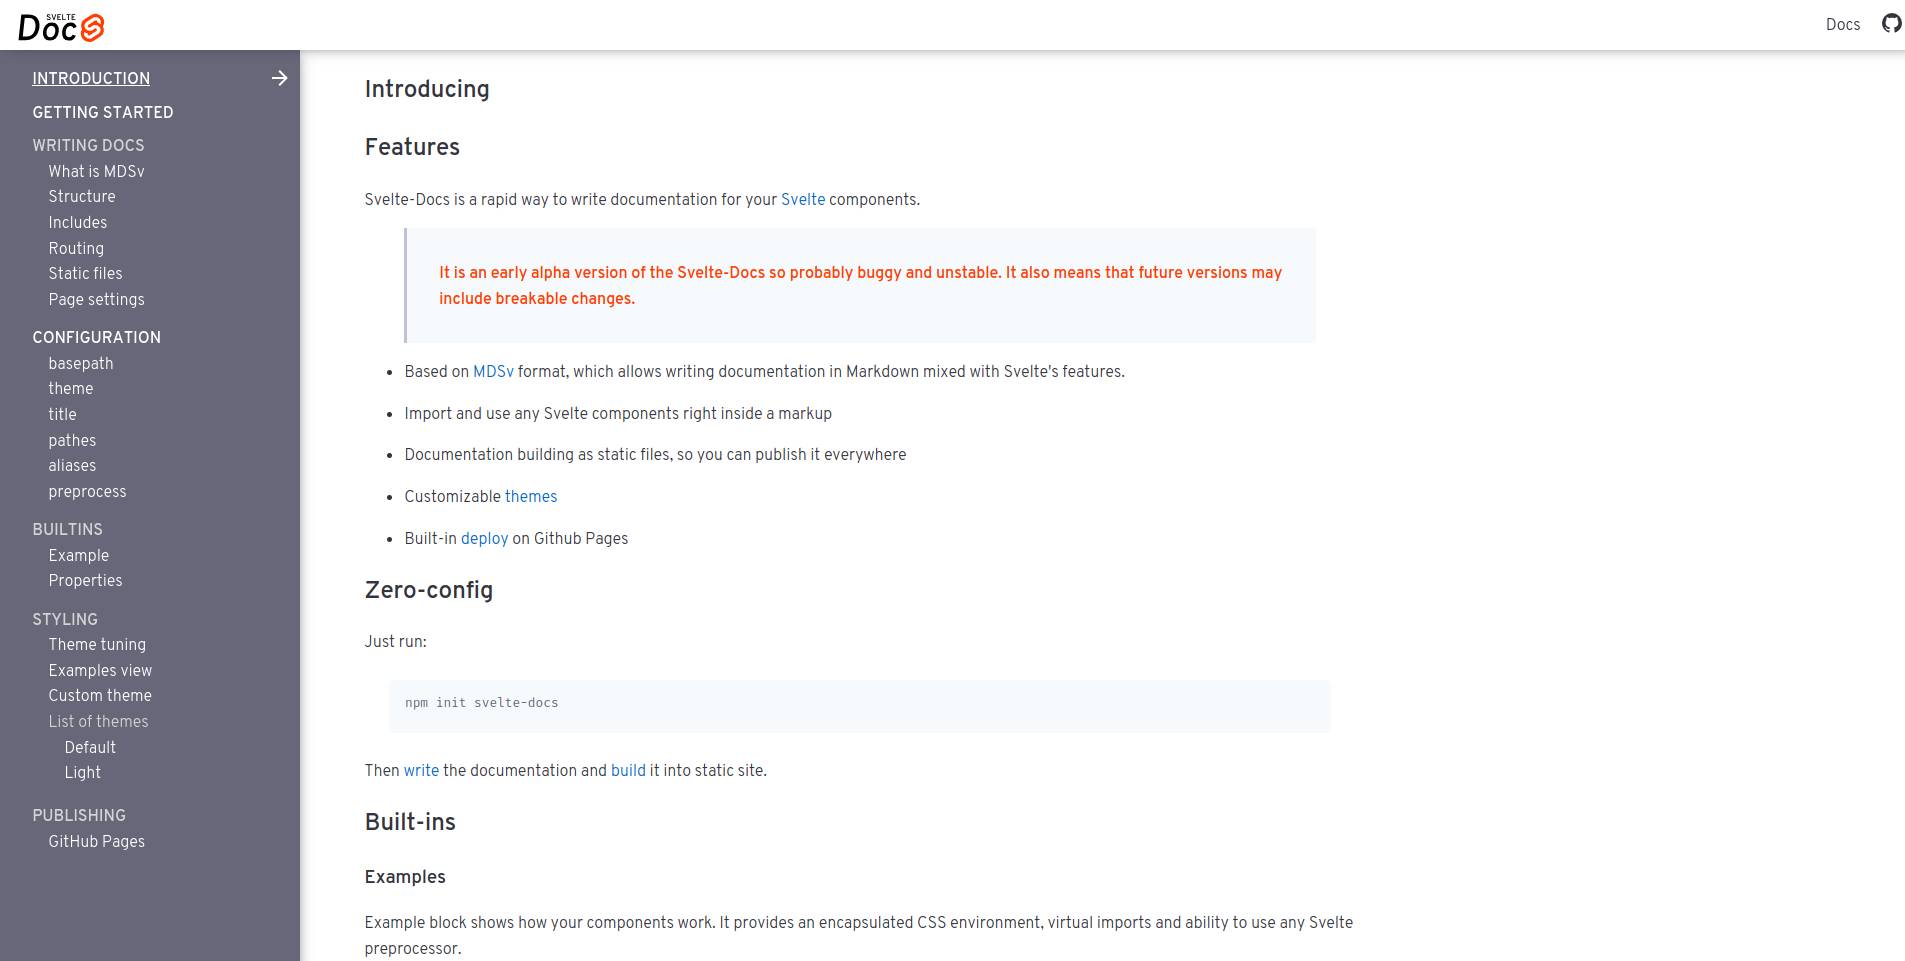 SVELTE
Docs
Docs
INTRODUCTION
GETTING STARTED
WRITING DOCS
What is MDSv
Structure
Includes
Routing
Static files
Page settings
CONFIGURATION
basepath
theme
title
pathes
aliases
preprocess
BUILTINS
Example
Properties
STYLING
Theme tuning
Examples view
Custom theme
List of themes
Default
Light
PUBLISHING
GitHub Pages
Introducing
Features
Svelte-Docs is a rapid way to write documentation for your Svelte components.
It is an early alpha version of the Svelte-Docs so probably buggy and unstable. It also means that future versions may
include breakable changes.
Based on MDSv format, which allows writing documentation in Markdown mixed with Svelte's features.
Import and use any Svelte components right inside a markup
Documentation building as static files, so you can publish it everywhere
Customizable themes
Built-in deploy on Github Pages
Zero-config
Just run:
npm init svelte-docs
Then write the documentation and build it into static site.
Built-ins
Examples
Example block shows how your components work. It provides an encapsulated CSS environment, virtual imports and ability to use any Svelte
preprocessor.